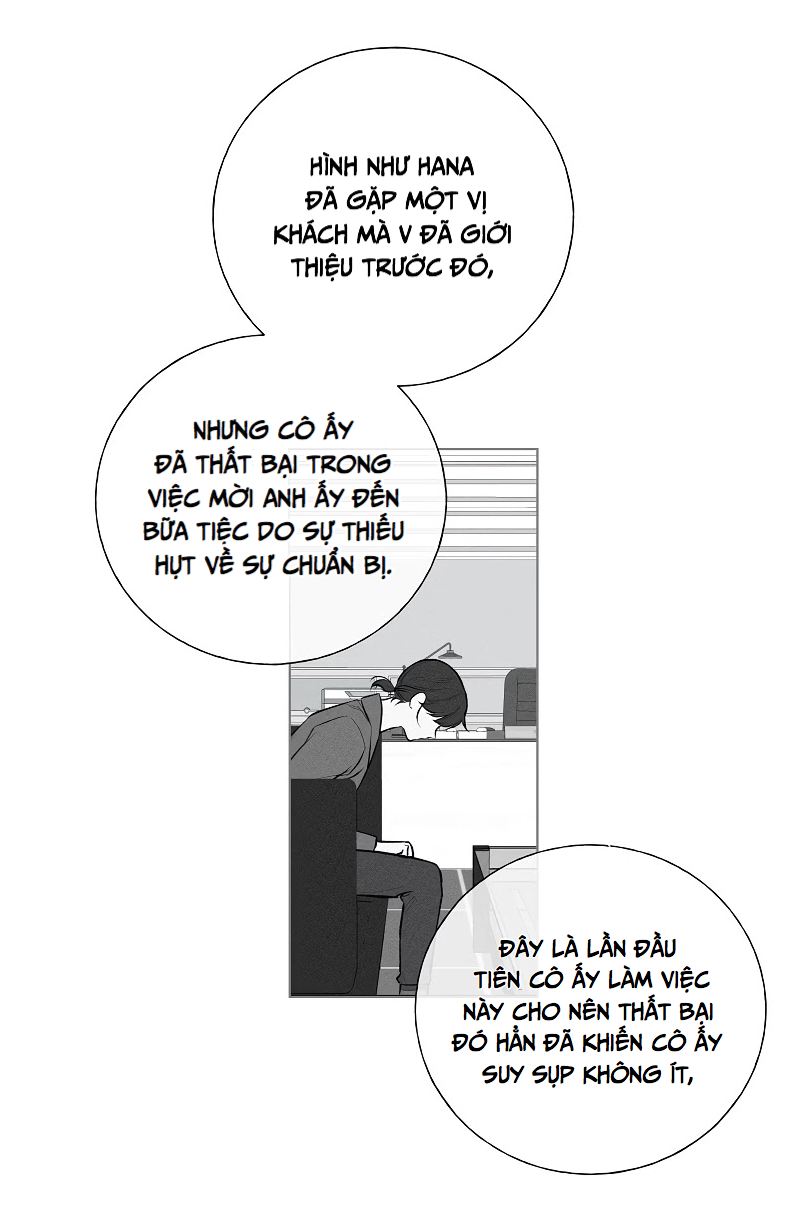 HÌNH NHƯ HANA
ĐÃ GẶP MỘT VỊ
KHÁCH MÀ V ĐÃ GIỚI
THIỆU TRƯỚC ĐÓ,
NHƯNG CÔ ẤY
ĐÃ THẤT BẠI TRONG
VIỆC MỜI ANH ẤY ĐẾN
BỮA TIỆC DO SỰ THIẾU
HỤT VỀ SỰ CHUẨN BỊ.
ĐÂY LÀ LẦN ĐẦU
TIÊN CÔ ẤY LÀM VIỆC
NÀY CHO NÊN THẤT BẠI
ĐÓ HẲN ĐÃ KHIẾN CÔ ẤY
SUY SỤP KHÔNG ÍT,